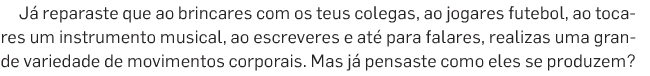 Já reparaste que ao brincares com os teus colegas, ao jogares futebol, ao toca-
res um instrumento musical, ao escreveres e até para falares, realizas uma gran-
de variedade de movimentos corporais. Mas já pensaste como eles se produzem?